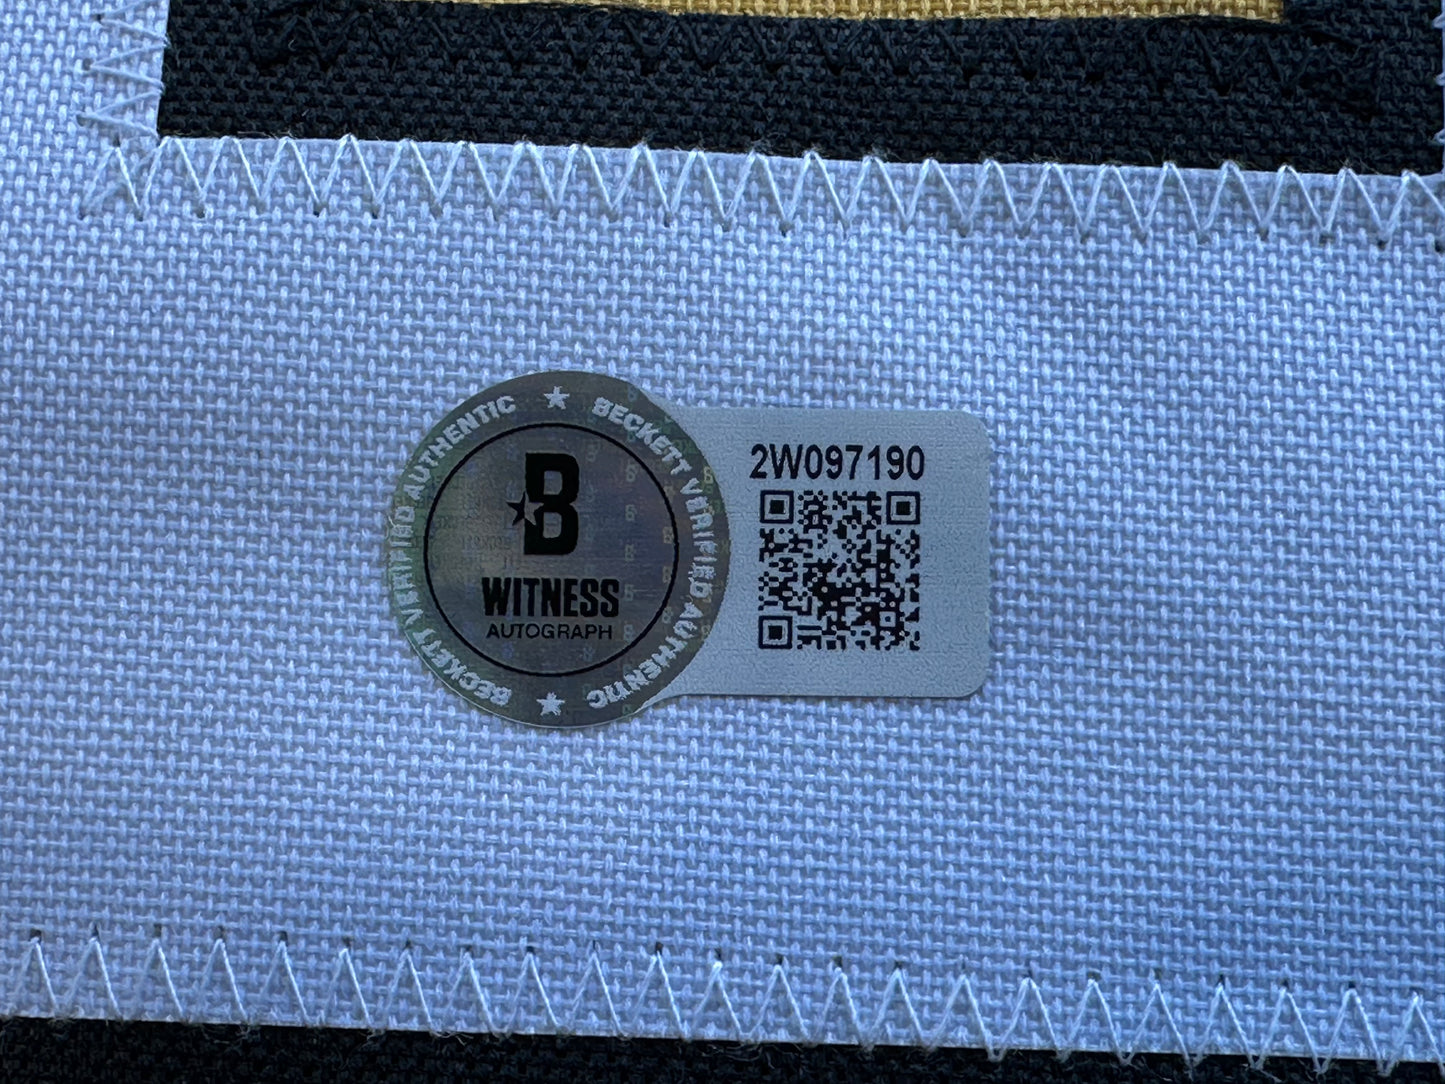 BECKETT VERIFIED AUTHENTIC ★ BECKETT VERIFIED AUTHENTIC ★
B
WITNESS
AUTOGRAPH
2W097190